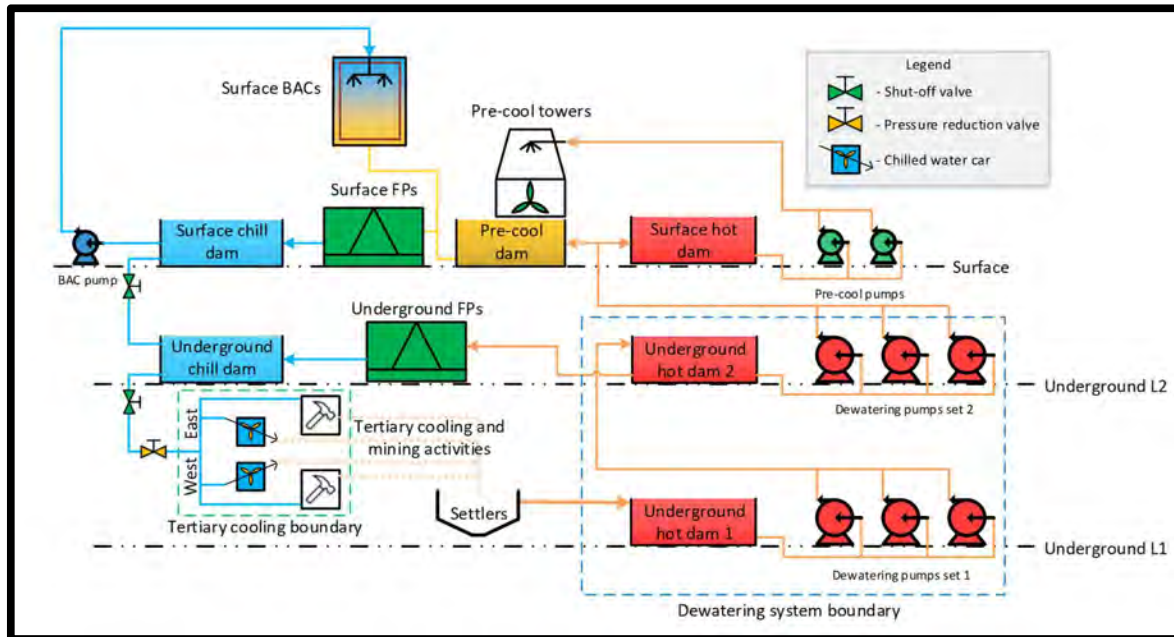 Legend
- Shut-off valve
- Pressure reduction valve
- Chilled water car
Surface BACs
Pre-cool towers
Surface FPs
Surface chill
dam
Pre-cool
dam
Surface hot
dam
BAC pump
Pre-cool pumps
Surface
Underground FPs
Underground
chill dam
Underground
hot dam 2
Dewatering pumps set 2
Underground L2
East
West
Tertiary cooling and
mining activities
Tertiary cooling boundary
Settlers
Underground
hot dam 1
Dewatering pumps set 1
Underground L1
Dewatering system boundary